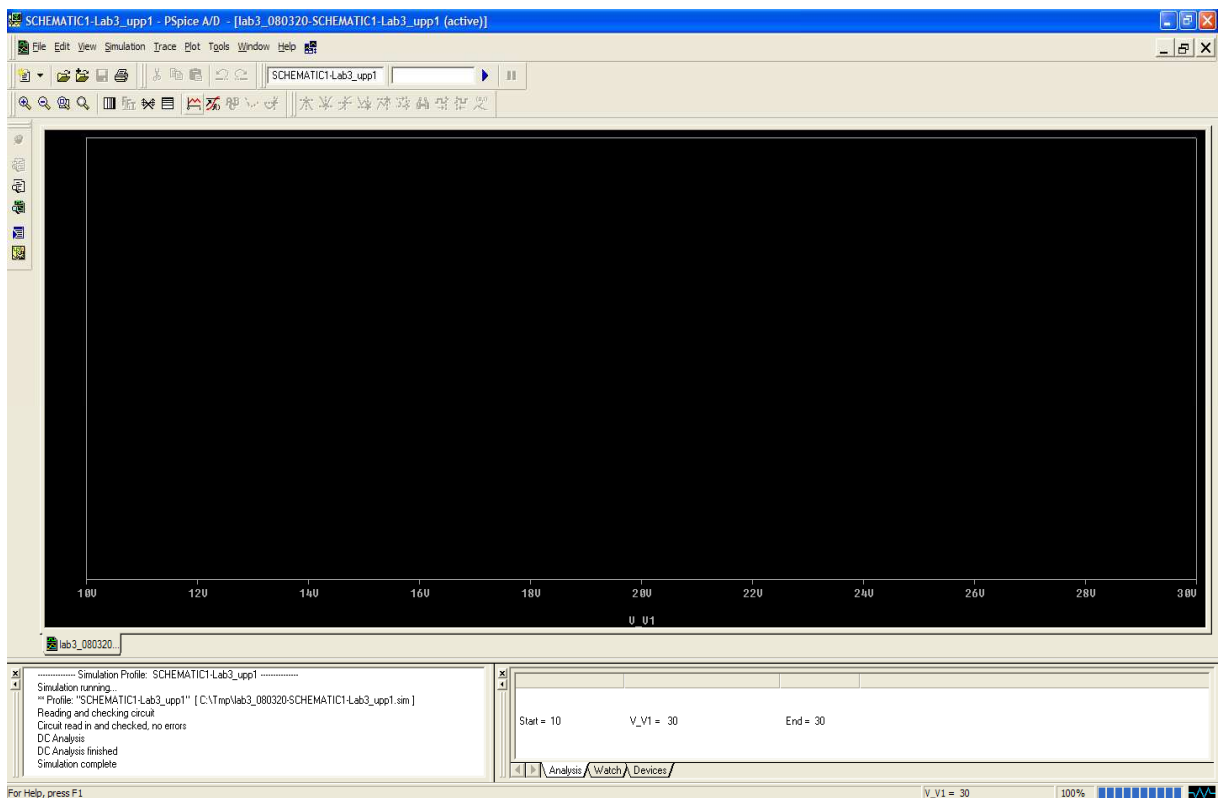 SCHEMATIC1-Lab3_upp1 - PSpice A/D - [lab3_080320-SCHEMATIC1-Lab3_upp1 (active)]
File Edit View Simulation Trace Plot Tools Window Help
SCHEMATIC1-Lab3_upp1
10V 12V 14V 16V 18V 20V 22V 24V 26V 28V 30V
V_V1
lab3_080320...
--------------- Simulation Profile: SCHEMATIC1-Lab3_upp1 ---------------
Simulation running...
** Profile: "SCHEMATIC1-Lab3_upp1" [ C:\Tmp\lab3_080320-SCHEMATIC1-Lab3_upp1.sim ]
Reading and checking circuit
Circuit read in and checked, no errors
DC Analysis
DC Analysis finished
Simulation complete
Start = 10 V_V1 = 30 End = 30
Analysis Watch Devices
For Help, press F1 V_V1 = 30 100%